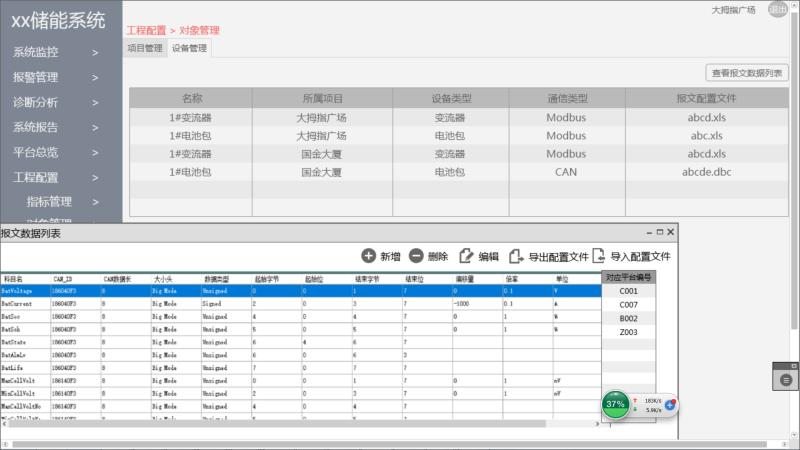 大拇指广场 退出
xx储能系统
工程配置 > 对象管理
项目管理 设备管理
系统监控 >
报警管理 >
诊断分析 >
系统报告 >
平台总览 >
工程配置 >
指标管理 >
对象管理
查看报文数据列表
名称 所属项目 设备类型 通信类型 报文配置文件
1#变流器 大拇指广场 变流器 Modbus abcd.xls
1#电池包 大拇指广场 电池包 Modbus abc.xls
1#变流器 国金大厦 变流器 Modbus abcd.xls
1#电池包 国金大厦 电池包 CAN abcde.dbc
报文数据列表
新增 删除 编辑 导出配置文件 导入配置文件
科目名 CAN_ID CAN数据长 大小头 数据类型 起始字节 起始位 结束字节 结束位 偏移量 倍率 单位
BatVoltage 186040F3 8 Big Mode Unsigned 0 0 1 7 0 0.1 V
BatCurrent 186040F3 8 Big Mode Signed 2 0 3 7 -1000 0.1 A
BatSoc 186040F3 8 Big Mode Unsigned 4 0 4 7 0 1 %
BatSoh 186040F3 8 Big Mode Unsigned 5 0 5 7 0 1 %
BatState 186040F3 8 Big Mode Unsigned 6 4 6 7
BatAlmLv 186040F3 8 Big Mode Unsigned 6 0 6 3
BatLife 186040F3 8 Big Mode Unsigned 7 0 7 7
MaxCellVolt 186140F3 8 Big Mode Unsigned 0 0 1 7 0 1 mV
MinCellVolt 186140F3 8 Big Mode Unsigned 2 0 3 7 0 1 mV
MaxCellVoltNo 186140F3 8 Big Mode Unsigned 4 0 4 7
MinCellVoltNo 186140F3 8 Big Mode Unsigned 5 0 5 7
对应平台编号
C001
C007
B002
Z003
37%
183K/s
5.9K/s